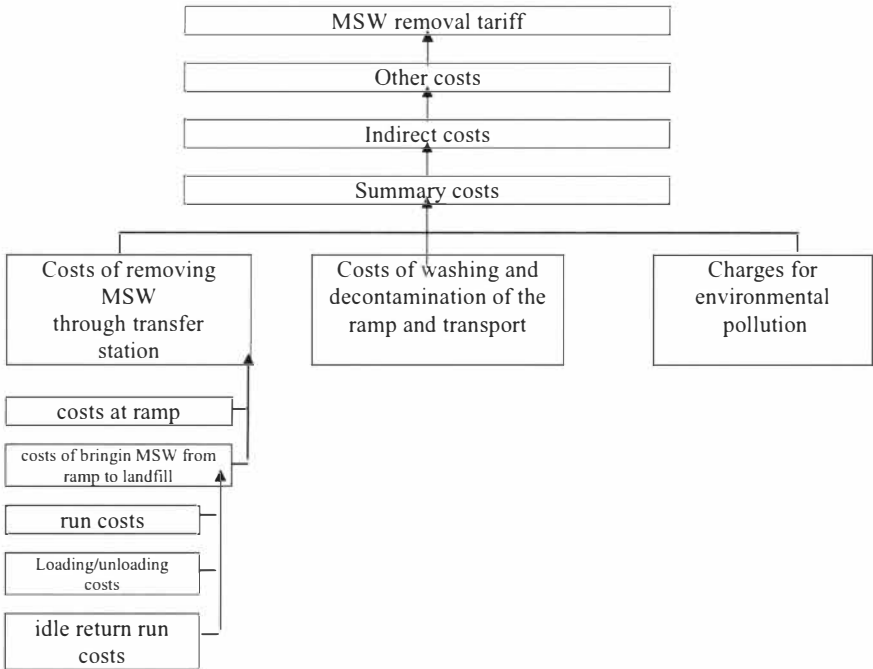 MSW removal tariff
Other costs
Indirect costs
Summary costs
Costs of removing
MSW
through transfer
station
Costs of washing and
decontamination of the
ramp and transport
Charges for
environmental
pollution
costs at ramp
costs of bringin MSW from
ramp to landfill
run costs
Loading/unloading
costs
idle return run
costs